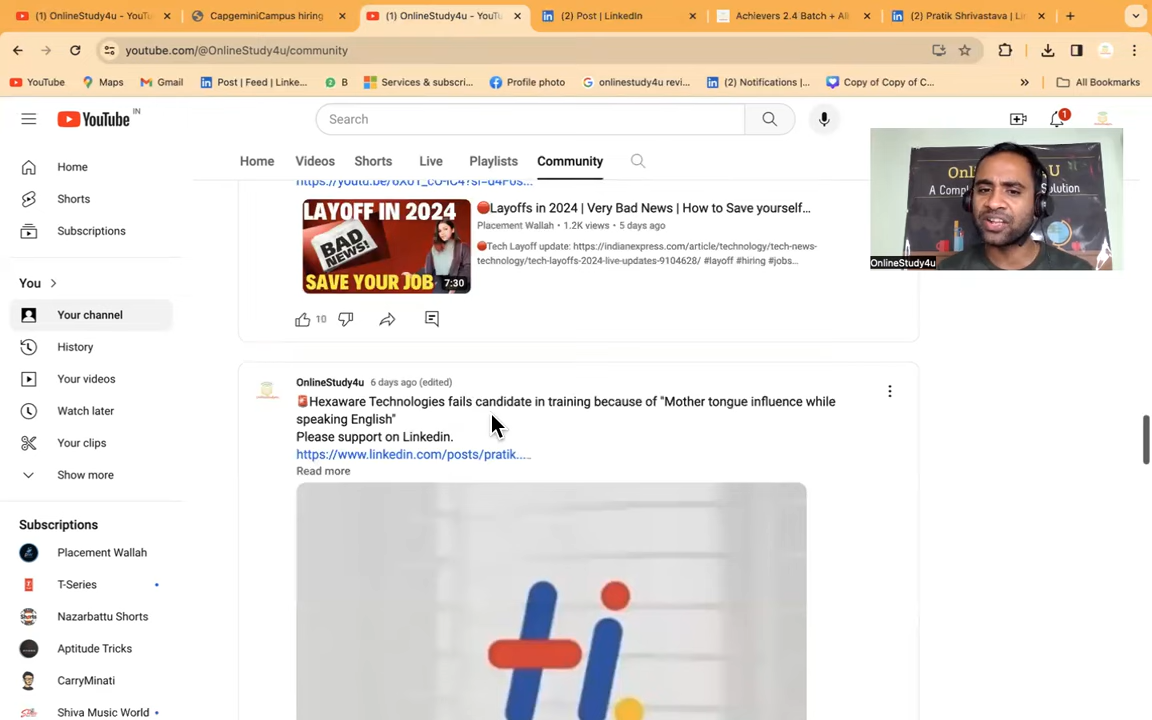 (1) OnlineStudy4u - YouTu
CapgeminiCampus hiring
(1) OnlineStudy4u - YouTu
(2) Post | LinkedIn
Achievers 2.4 Batch + All
(2) Pratik Shrivastava | Lin
youtube.com/@OnlineStudy4u/community
YouTube
Maps
Gmail
Post | Feed | Linke...
B
Services & subscri...
Profile photo
onlinestudy4u revi...
(2) Notifications |...
Copy of Copy of C...
All Bookmarks
YouTube IN
Search
1
Home
Videos
Shorts
Live
Playlists
Community
Home
Shorts
Subscriptions
You
Your channel
History
Your videos
Watch later
Your clips
Show more
Subscriptions
Placement Wallah
T-Series
Nazarbattu Shorts
Aptitude Tricks
CarryMinati
Shiva Music World
LAYOFF IN 2024
BAD NEWS!
SAVE YOUR JOB
7:30
🔴Layoffs in 2024 | Very Bad News | How to Save yourself...
Placement Wallah • 1.2K views • 5 days ago
🔴Tech Layoff update: https://indianexpress.com/article/technology/tech-news-
technology/tech-layoffs-2024-live-updates-9104628/ #layoff #hiring #jobs...
10
OnlineStudy4u 6 days ago (edited)
🚨Hexaware Technologies fails candidate in training because of "Mother tongue influence while
speaking English"
Please support on Linkedin.
https://www.linkedin.com/posts/pratik....
Read more
OnlineStudy4u